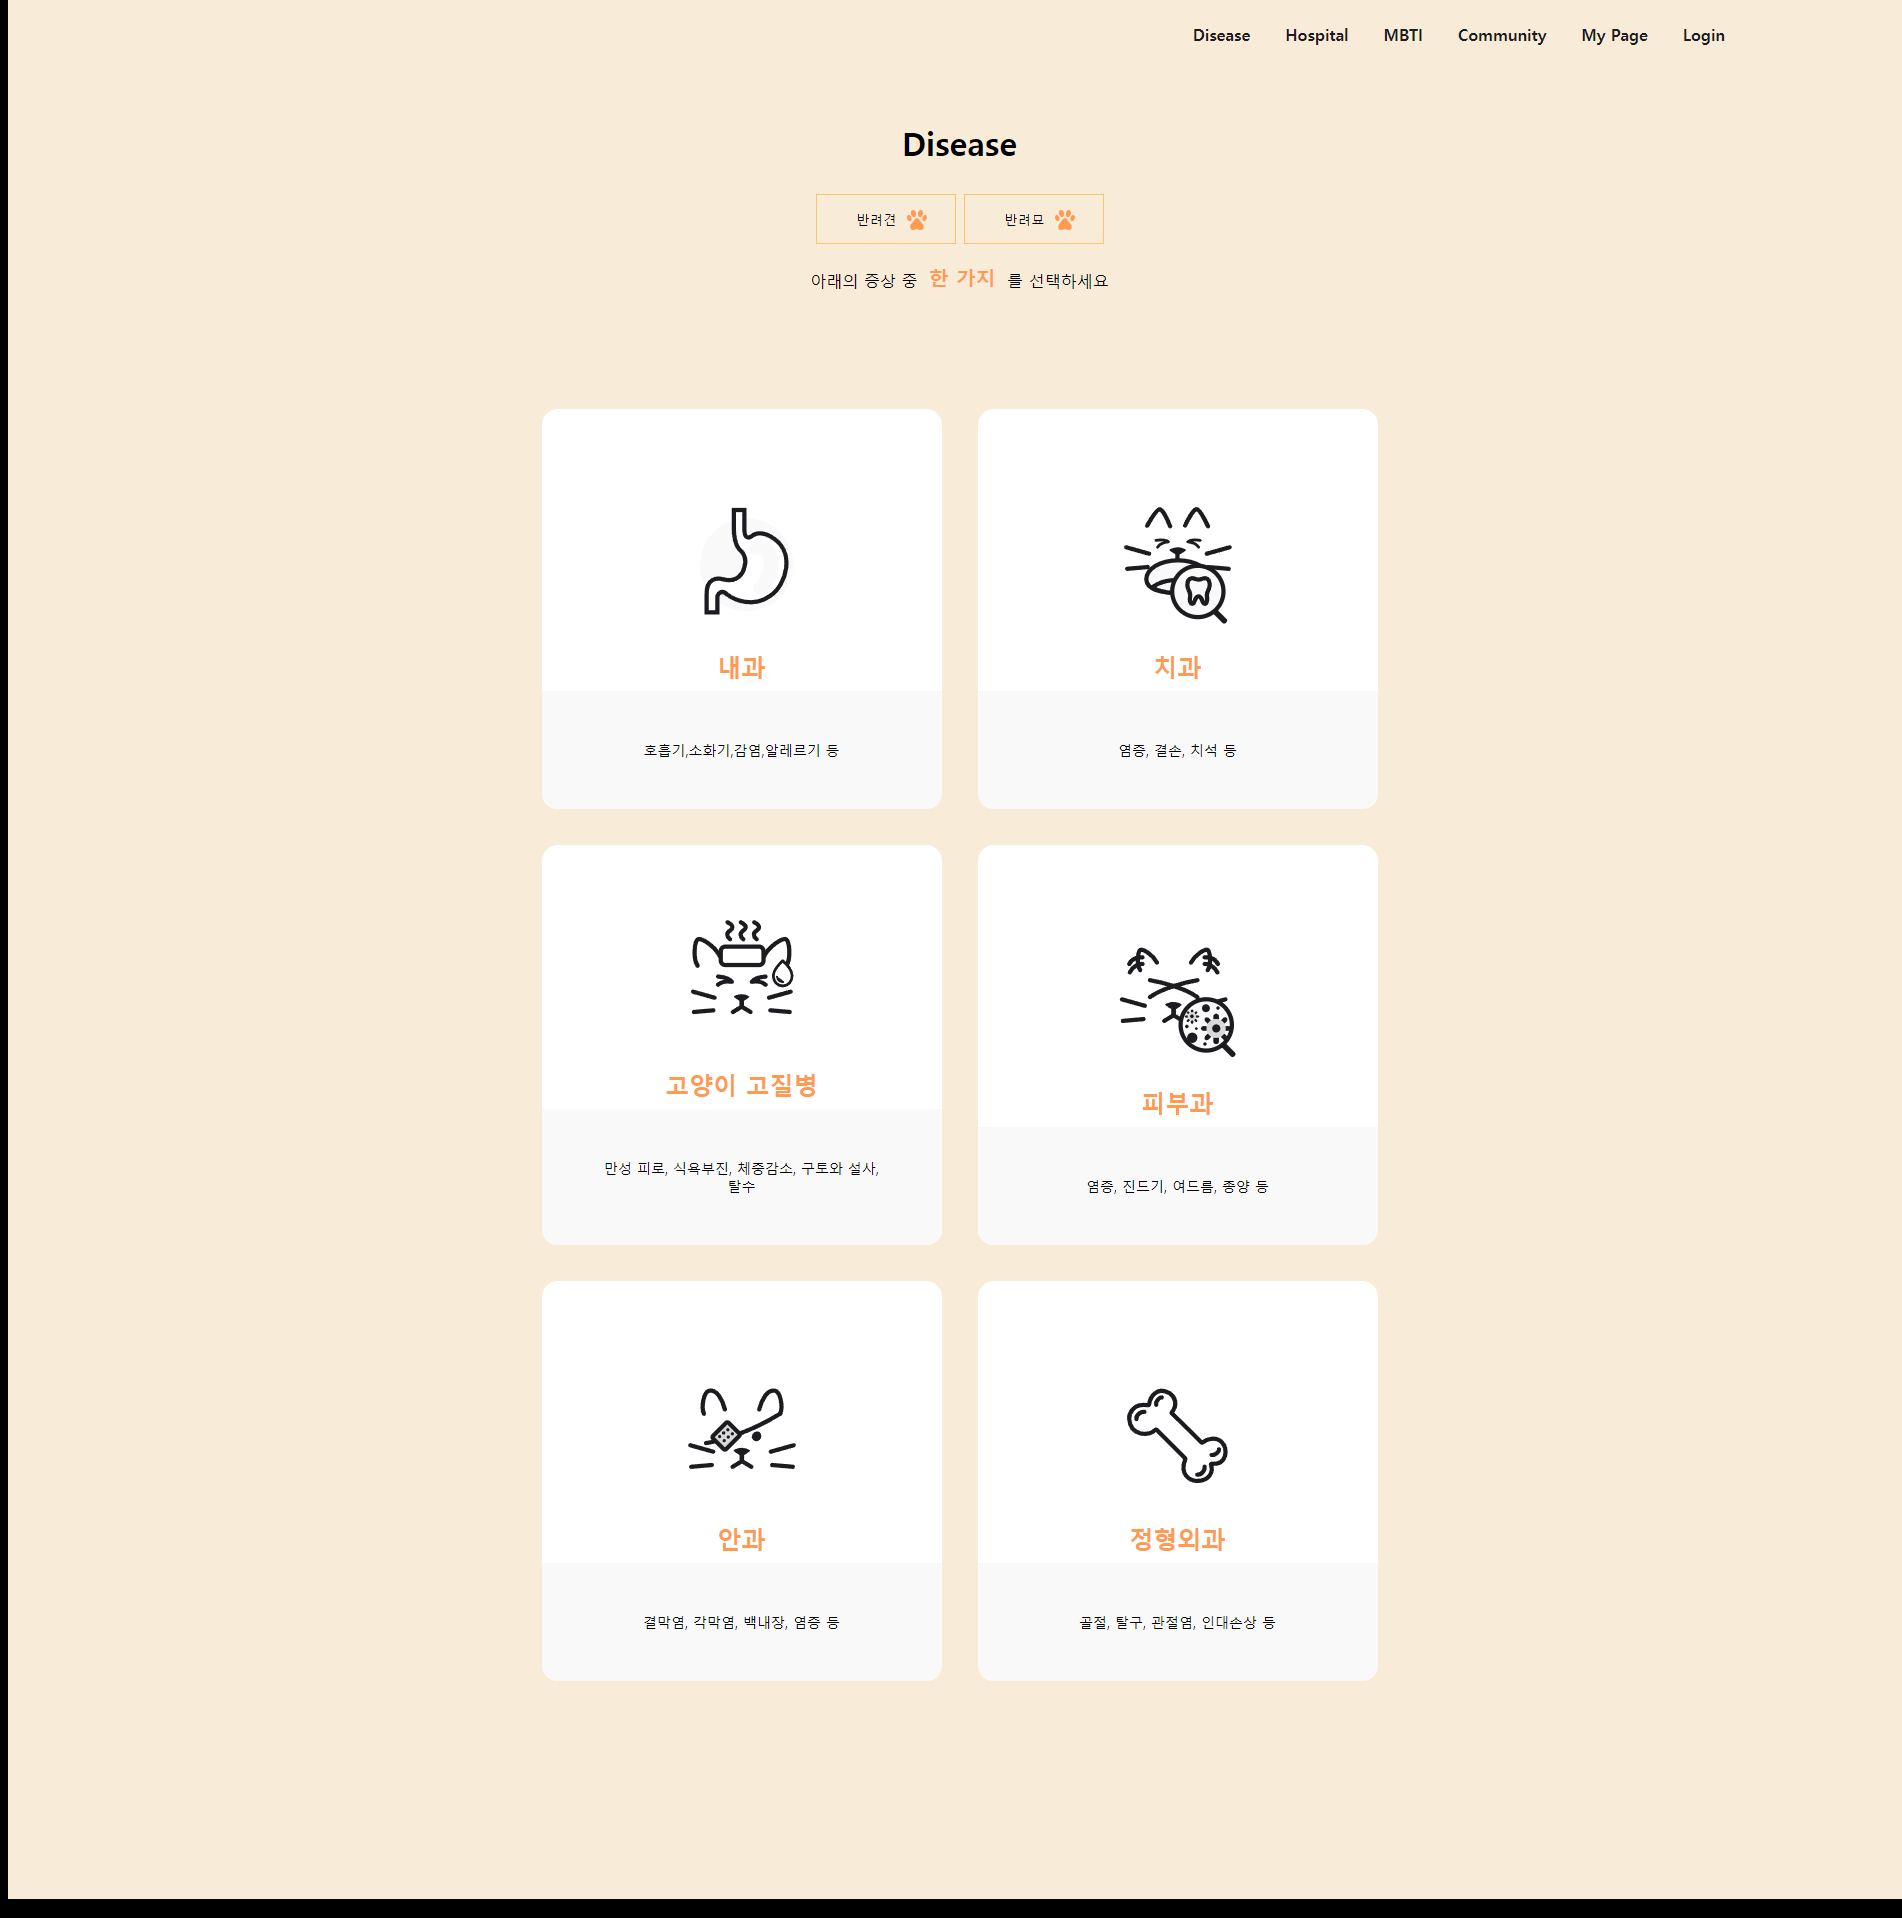 Disease Hospital MBTI Community My Page Login
Disease
반려견 반려묘
아래의 증상 중 한 가지 를 선택하세요
내과
호흡기,소화기,감염,알레르기 등
치과
염증, 결손, 치석 등
고양이 고질병
만성 피로, 식욕부진, 체중감소, 구토와 설사,
탈수
피부과
염증, 진드기, 여드름, 종양 등
안과
결막염, 각막염, 백내장, 염증 등
정형외과
골절, 탈구, 관절염, 인대손상 등